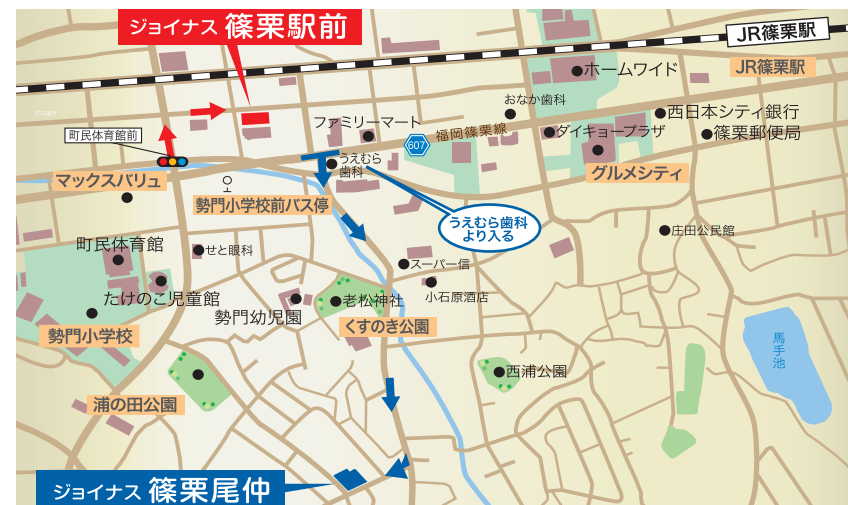 ジョイナス 篠栗駅前
JR篠栗駅
ホームワイド
JR篠栗駅
おなか歯科
西日本シティ銀行
ファミリーマート
福岡篠栗線
607
ダイキョープラザ
篠栗郵便局
町民体育館前
うえむら
歯科
グルメシティ
マックスバリュ
勢門小学校前バス停
うえむら歯科
より入る
庄田公民館
町民体育館
せと眼科
スーパー信
たけのこ児童館
老松神社
小石原酒店
勢門幼児園
勢門小学校
くすのき公園
馬手池
西浦公園
浦の田公園
ジョイナス 篠栗尾仲